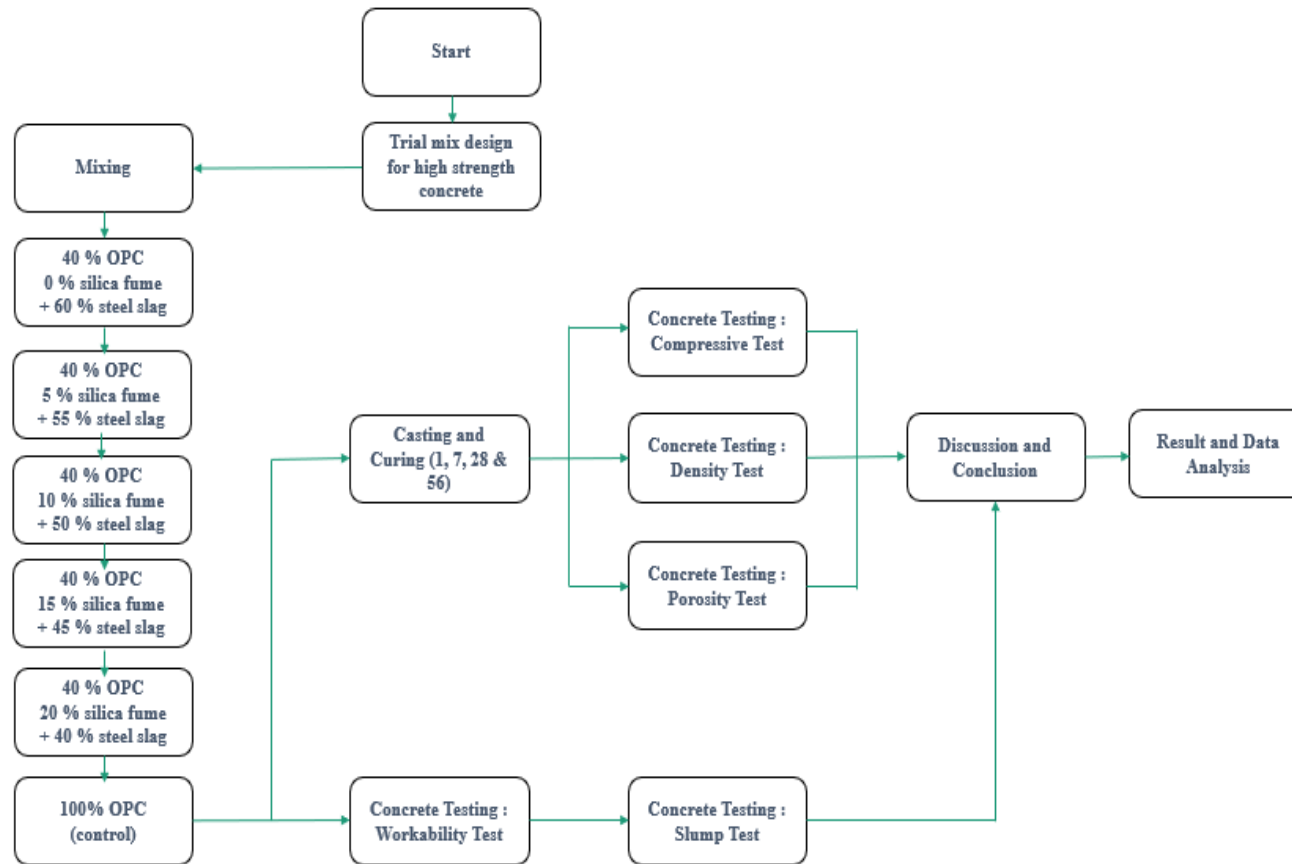 Start
Trial mix design
for high strength
concrete
Mixing
40 % OPC
0 % silica fume
+ 60 % steel slag
40 % OPC
5 % silica fume
+ 55 % steel slag
40 % OPC
10 % silica fume
+ 50 % steel slag
40 % OPC
15 % silica fume
+ 45 % steel slag
40 % OPC
20 % silica fume
+ 40 % steel slag
100% OPC
(control)
Casting and
Curing (1, 7, 28 &
56)
Concrete Testing :
Compressive Test
Concrete Testing :
Density Test
Concrete Testing :
Porosity Test
Concrete Testing :
Workability Test
Concrete Testing :
Slump Test
Discussion and
Conclusion
Result and Data
Analysis